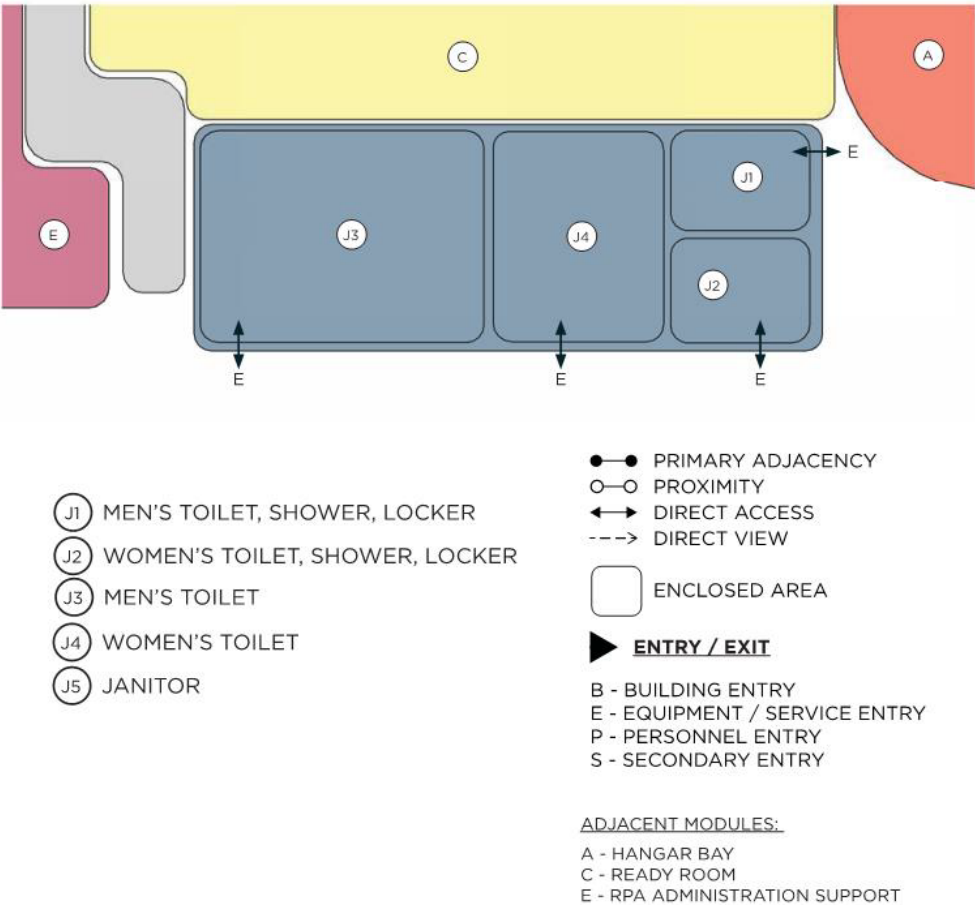 C
A
E
J1
E
J3
J4
J2
E
E
E
J1 MEN'S TOILET, SHOWER, LOCKER
J2 WOMEN'S TOILET, SHOWER, LOCKER
J3 MEN'S TOILET
J4 WOMEN'S TOILET
J5 JANITOR
PRIMARY ADJACENCY
PROXIMITY
DIRECT ACCESS
DIRECT VIEW
ENCLOSED AREA
ENTRY / EXIT
B - BUILDING ENTRY
E - EQUIPMENT / SERVICE ENTRY
P - PERSONNEL ENTRY
S - SECONDARY ENTRY
ADJACENT MODULES:
A - HANGAR BAY
C - READY ROOM
E - RPA ADMINISTRATION SUPPORT